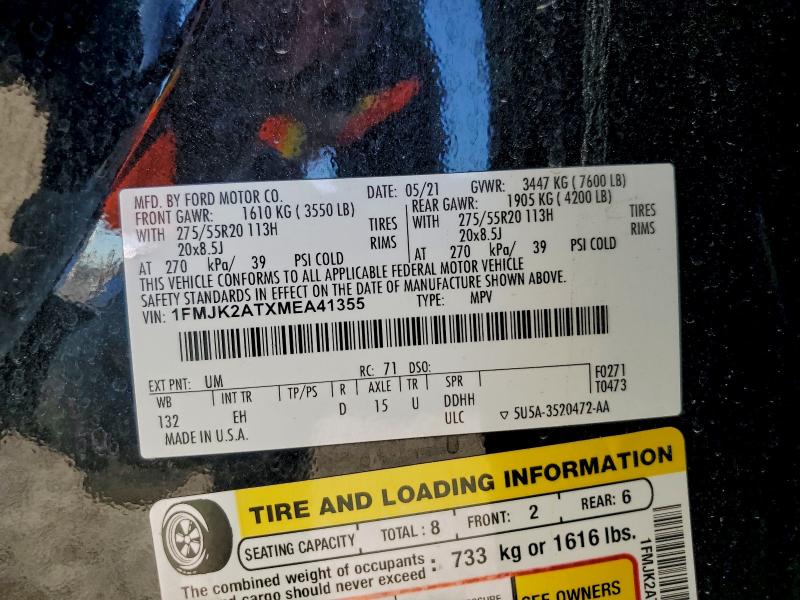 MFD. BY FORD MOTOR CO. DATE: 05/21 GVWR: 3447 KG ( 7600 LB)
FRONT GAWR: 1610 KG ( 3550 LB) REAR GAWR: 1905 KG ( 4200 LB)
WITH 275/55R20 113H TIRES WITH 275/55R20 113H TIRES
20x8.5J RIMS 20x8.5J RIMS
AT 270 kPa/ 39 PSI COLD AT 270 kPa/ 39 PSI COLD
THIS VEHICLE CONFORMS TO ALL APPLICABLE FEDERAL MOTOR VEHICLE
SAFETY STANDARDS IN EFFECT ON THE DATE OF MANUFACTURE SHOWN ABOVE.
VIN: 1FMJK2ATXMEA41355 TYPE: MPV
EXT PNT: UM RC: 71 DSO: F0271
WB INT TR TP/PS R AXLE TR SPR T0473
132 EH D 15 U DDHH
MADE IN U.S.A. ULC ▽ 5U5A-3520472-AA
TIRE AND LOADING INFORMATION
SEATING CAPACITY TOTAL : 8 FRONT: 2 REAR: 6
The combined weight of occupants : 733 kg or 1616 lbs.
and cargo should never exceed
SEE OWNERS
1FMJK2A